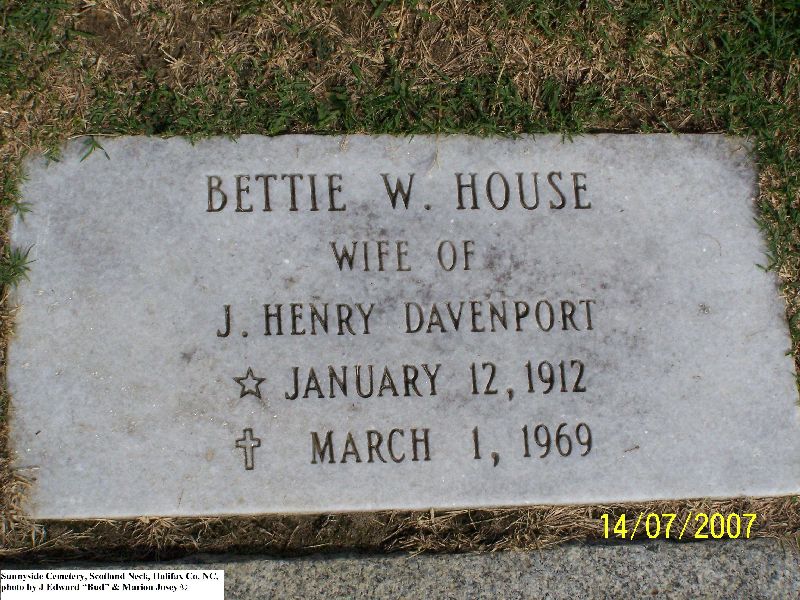 BETTIE W. HOUSE
WIFE OF
J. HENRY DAVENPORT
☆ JANUARY 12, 1912
✝ MARCH 1, 1969
14/07/2007
Sunnyside Cemetery, Scotland Neck, Halifax Co, NC,
photo by J Edward "Bud" & Marion Josey ©